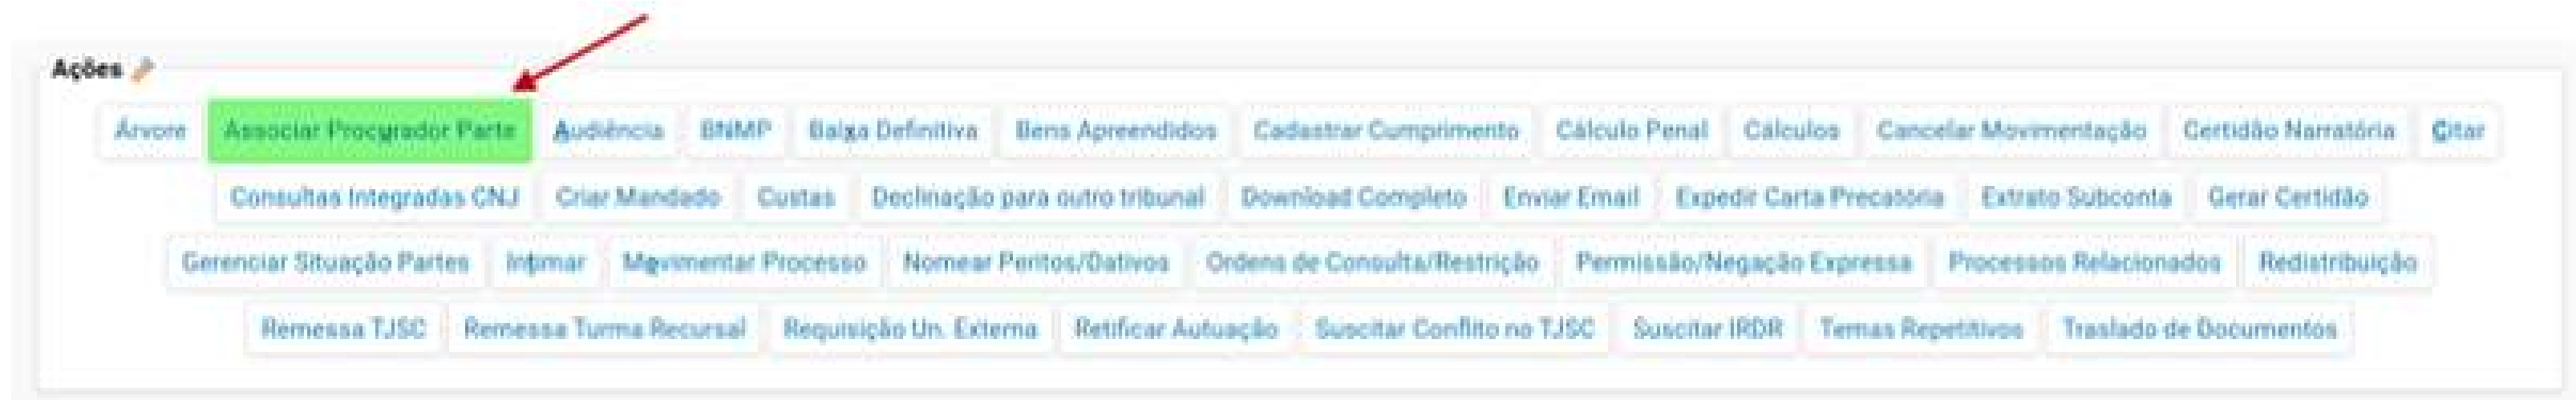 Ações
Árvore Associar Procurador Parte Audiência BNMP Baixa Definitiva Bens Apreendidos Cadastrar Cumprimento Cálculo Penal Cálculos Cancelar Movimentação Certidão Narratória Citar
Consultas Integradas CNJ Criar Mandado Custas Declinação para outro tribunal Download Completo Enviar Email Expedir Carta Precatória Extrato Subconta Gerar Certidão
Gerenciar Situação Partes Intimar Movimentar Processo Nomear Peritos/Dativos Ordens de Consulta/Restrição Permissão/Negação Expressa Processos Relacionados Redistribuição
Remessa TJSC Remessa Turma Recursal Requisição Un. Externa Retificar Autuação Suscitar Conflito no TJSC Suscitar IRDR Temas Repetitivos Traslado de Documentos